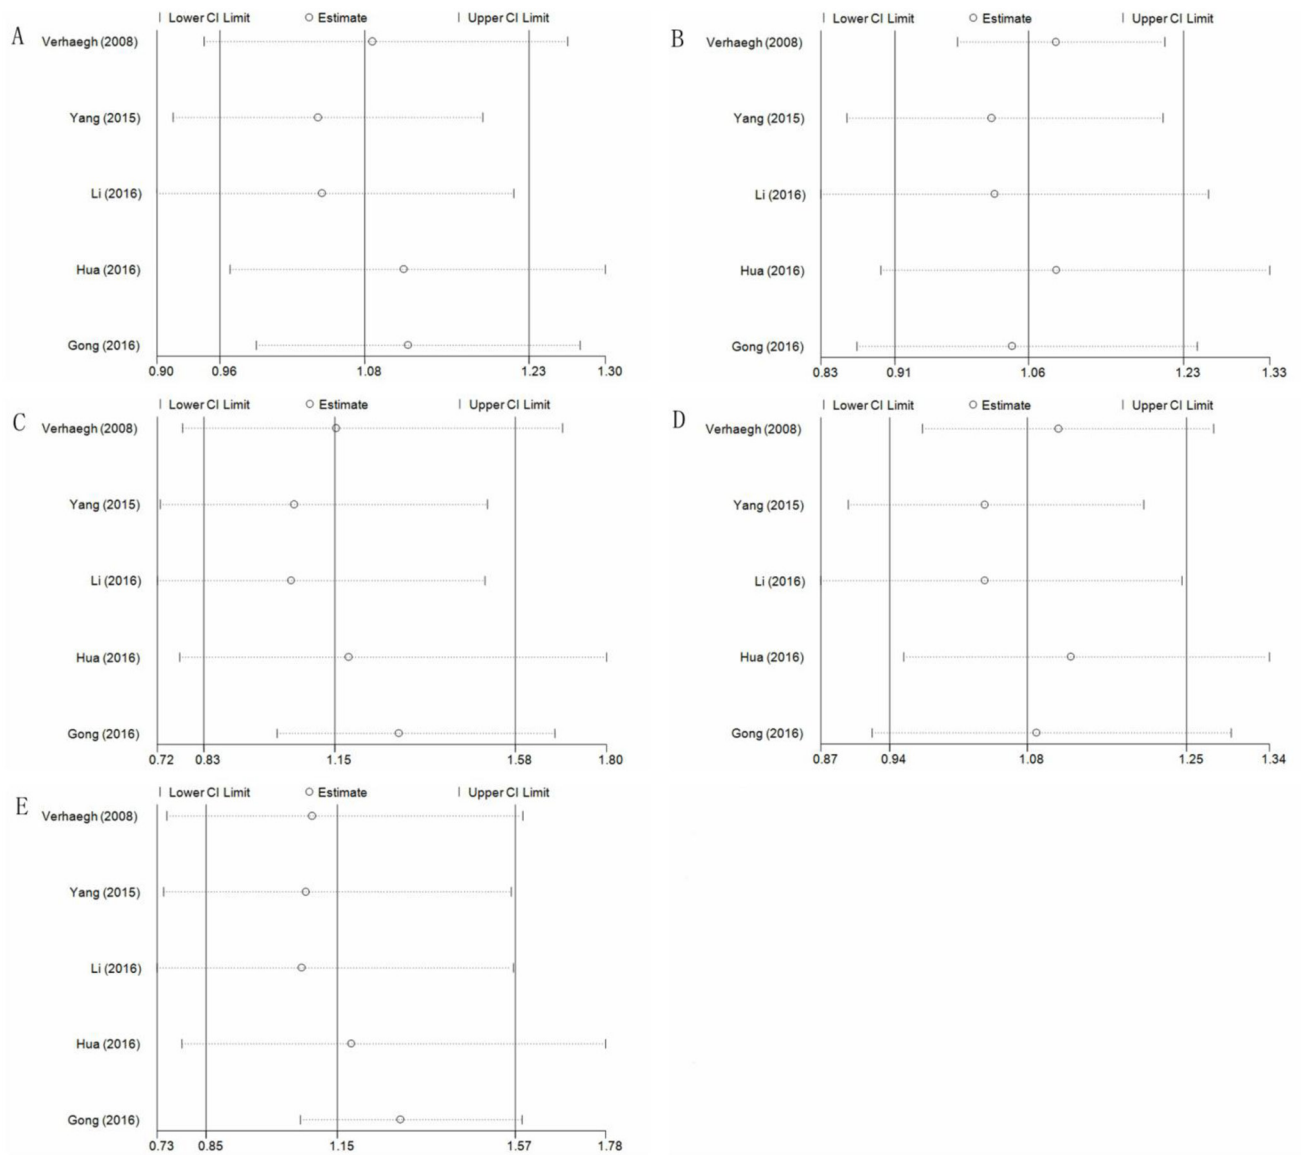 A
| Lower CI Limit ○ Estimate | Upper CI Limit
Verhaegh (2008)
Yang (2015)
Li (2016)
Hua (2016)
Gong (2016)
0.90 0.96 1.08 1.23 1.30
B
| Lower CI Limit ○ Estimate | Upper CI Limit
Verhaegh (2008)
Yang (2015)
Li (2016)
Hua (2016)
Gong (2016)
0.83 0.91 1.06 1.23 1.33
C
| Lower CI Limit ○ Estimate | Upper CI Limit
Verhaegh (2008)
Yang (2015)
Li (2016)
Hua (2016)
Gong (2016)
0.72 0.83 1.15 1.58 1.80
D
| Lower CI Limit ○ Estimate | Upper CI Limit
Verhaegh (2008)
Yang (2015)
Li (2016)
Hua (2016)
Gong (2016)
0.87 0.94 1.08 1.25 1.34
E
| Lower CI Limit ○ Estimate | Upper CI Limit
Verhaegh (2008)
Yang (2015)
Li (2016)
Hua (2016)
Gong (2016)
0.73 0.85 1.15 1.57 1.78